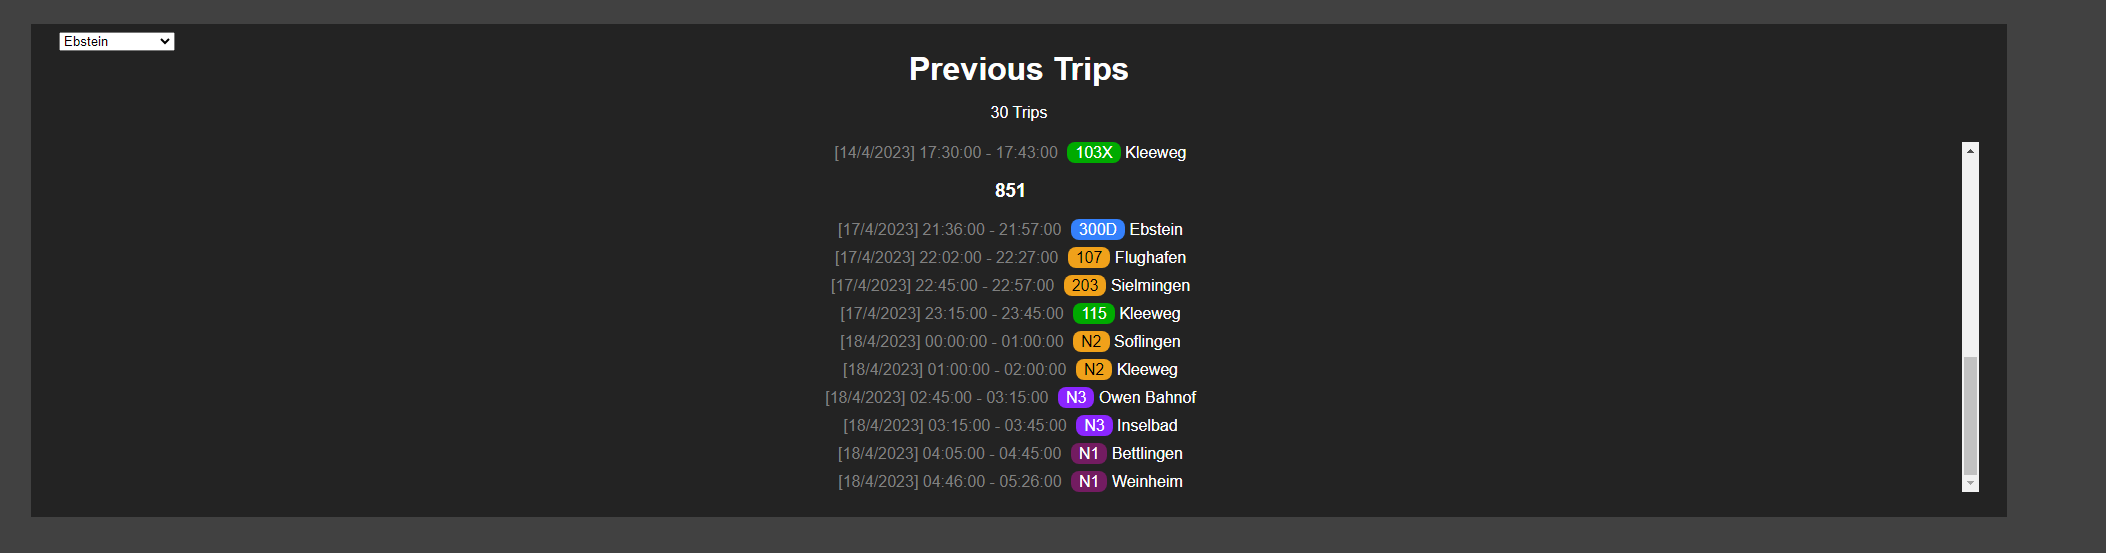 Ebstein
Previous Trips
30 Trips
[14/4/2023] 17:30:00 - 17:43:00 103X Kleeweg
851
[17/4/2023] 21:36:00 - 21:57:00 300D Ebstein
[17/4/2023] 22:02:00 - 22:27:00 107 Flughafen
[17/4/2023] 22:45:00 - 22:57:00 203 Sielmingen
[17/4/2023] 23:15:00 - 23:45:00 115 Kleeweg
[18/4/2023] 00:00:00 - 01:00:00 N2 Soflingen
[18/4/2023] 01:00:00 - 02:00:00 N2 Kleeweg
[18/4/2023] 02:45:00 - 03:15:00 N3 Owen Bahnof
[18/4/2023] 03:15:00 - 03:45:00 N3 Inselbad
[18/4/2023] 04:05:00 - 04:45:00 N1 Bettlingen
[18/4/2023] 04:46:00 - 05:26:00 N1 Weinheim